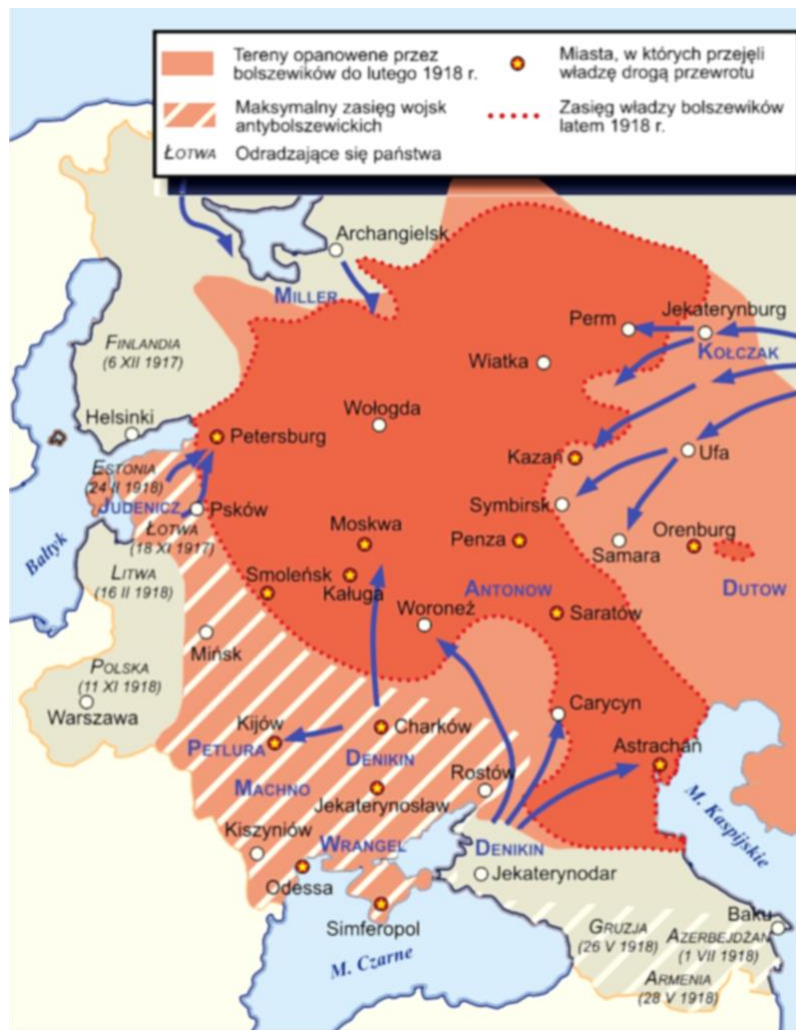 Tereny opanowene przez
bolszewików do lutego 1918 r.
Miasta, w których przejęli
władzę drogą przewrotu
Maksymalny zasięg wojsk
antybolszewickich
Zasięg władzy bolszewików
latem 1918 r.
ŁOTWA
Odradzające się państwa
Archangielsk
MILLER
Perm
Jekaterynburg
KOŁCZAK
FINLANDIA
(6 XII 1917)
Wiatka
Wołogda
Helsinki
Petersburg
Kazań
Ufa
ESTONIA
(24 II 1918)
JUDENICZ
Psków
Symbirsk
ŁOTWA
(18 XI 1917)
Moskwa
Penza
Samara
Orenburg
Bałtyk
LITWA
(16 II 1918)
Smoleńsk
Kaługa
ANTONOW
DUTOW
Woroneż
Saratów
Mińsk
POLSKA
(11 XI 1918)
Warszawa
Carycyn
Kijów
Charków
Astrachań
PETLURA
DENIKIN
MACHNO
Rostów
Jekaterynosław
M. Kaspijskie
Kiszyniów
WRANGEL
DENIKIN
Odessa
Jekaterynodar
Simferopol
Baku
GRUZJA
(26 V 1918)
AZERBEJDŻAN
(1 VII 1918)
M. Czarne
ARMENIA
(28 V 1918)